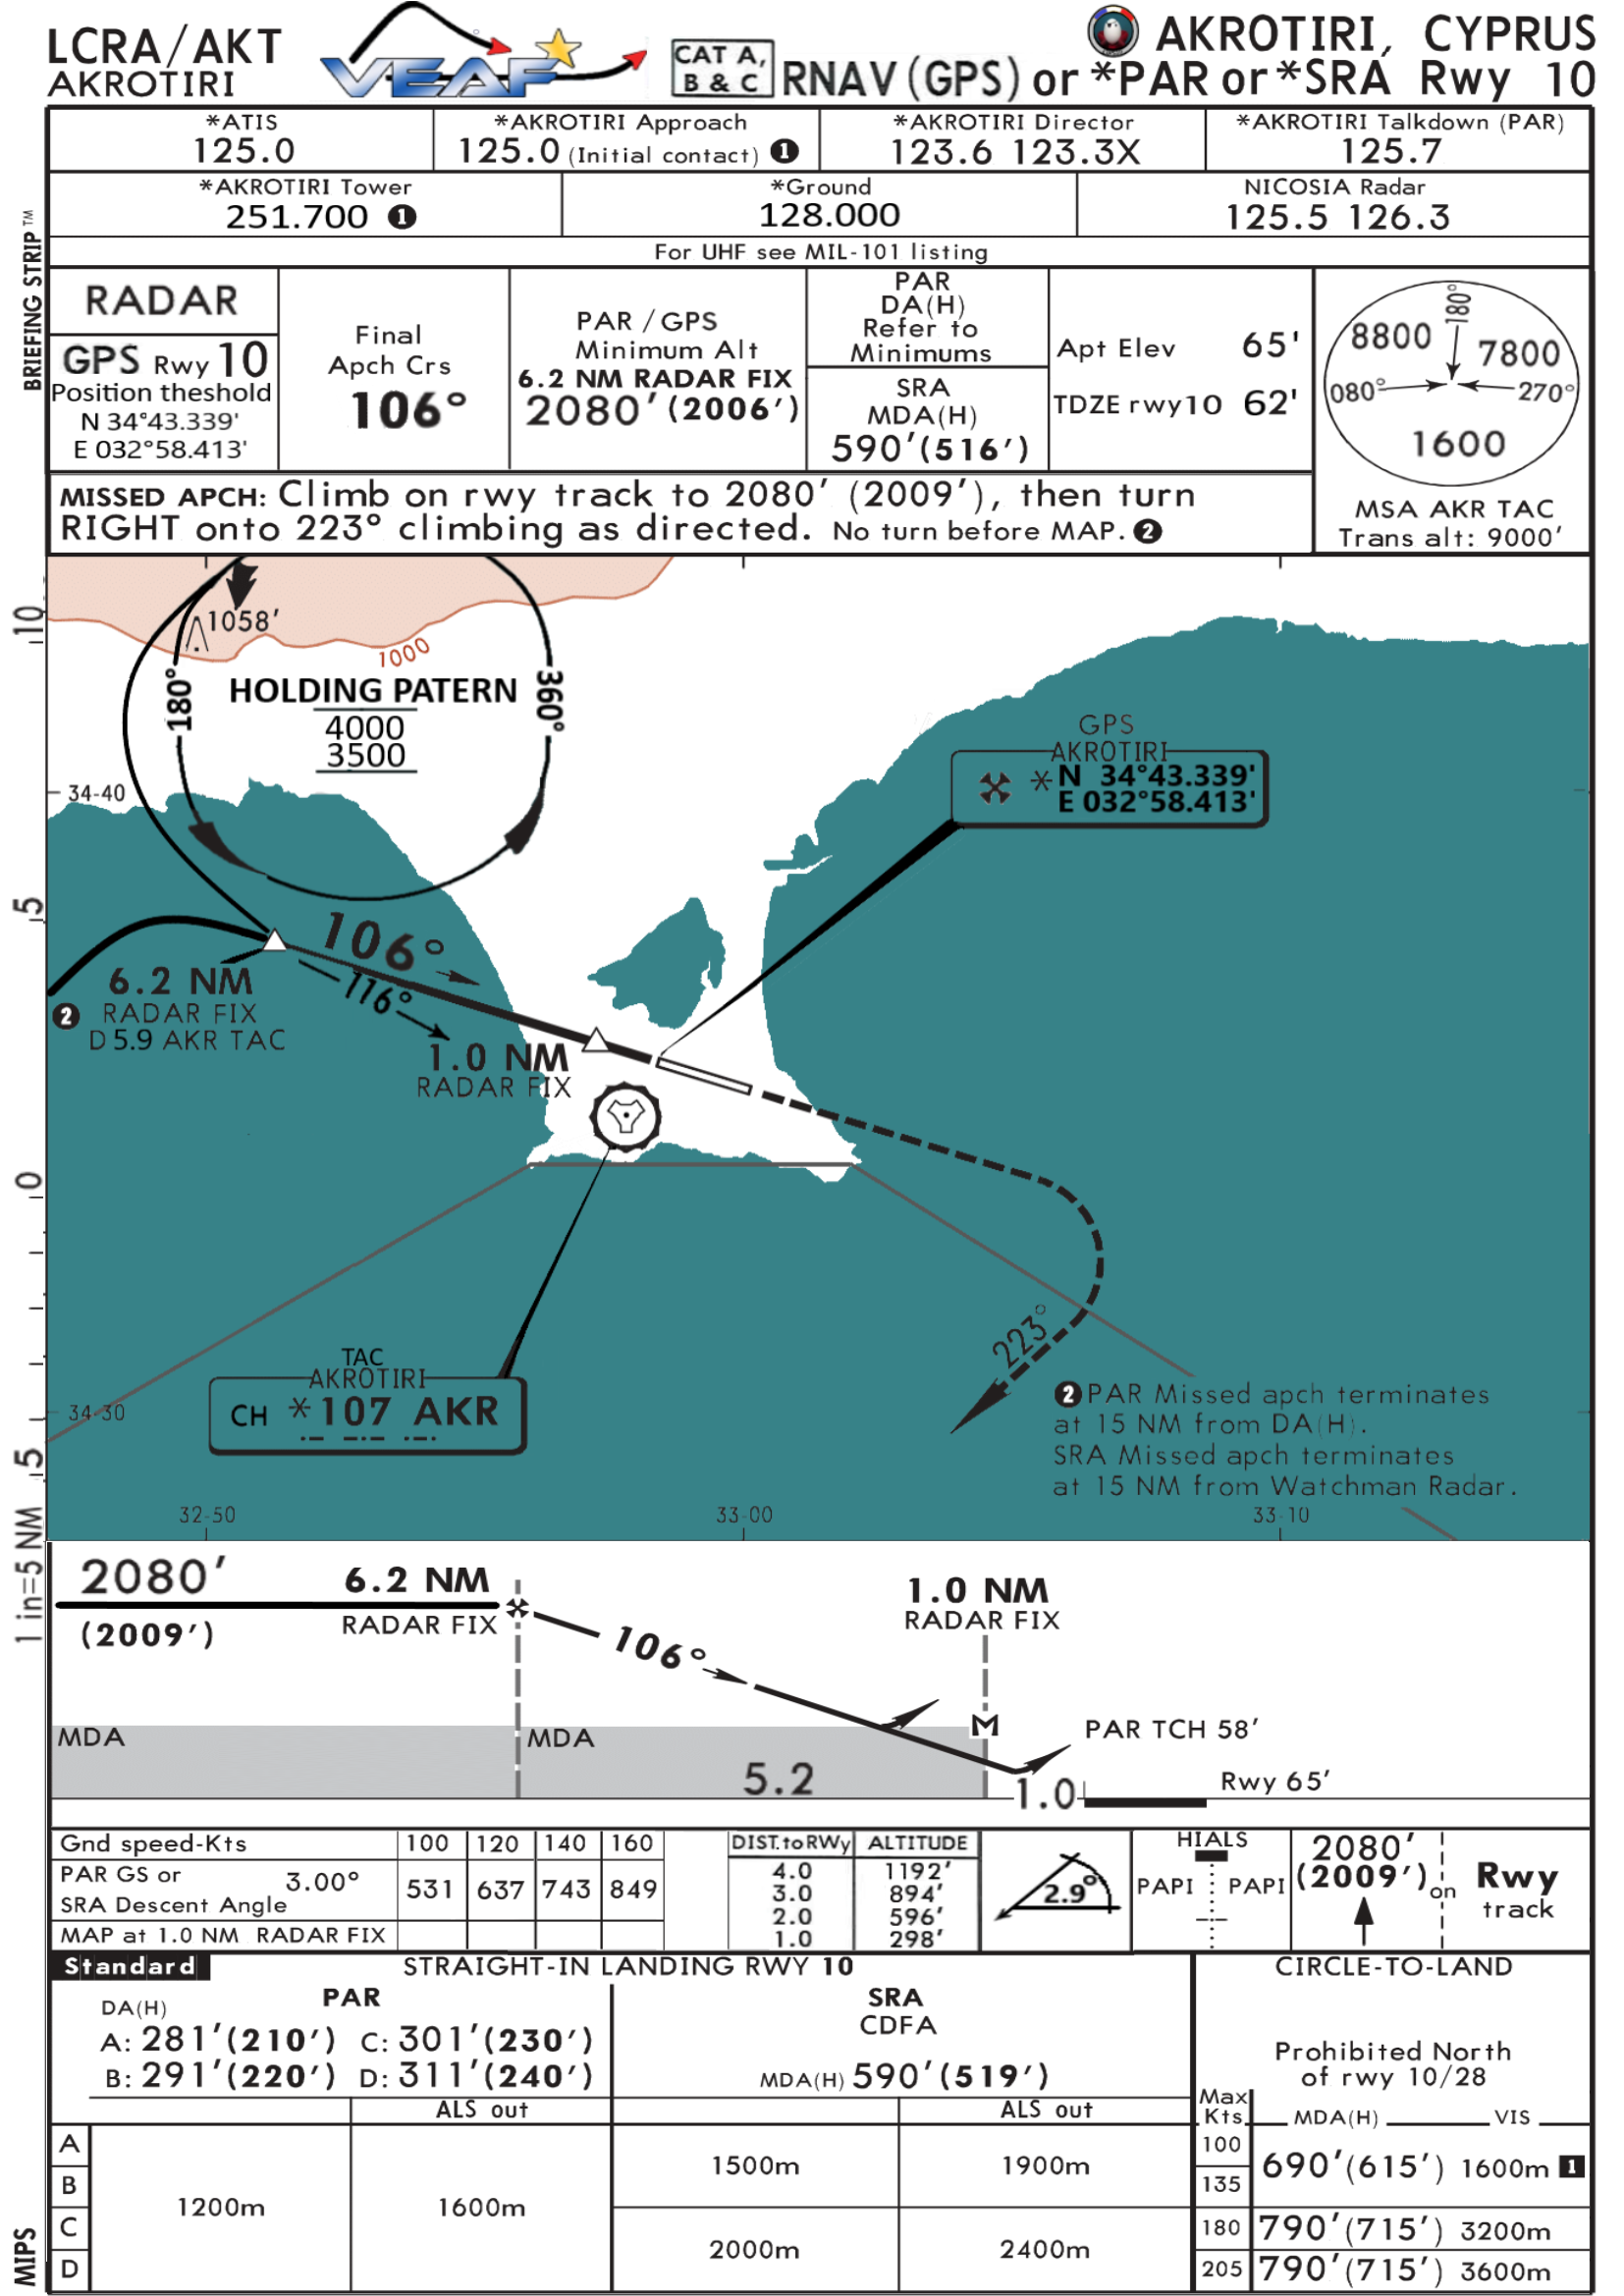 LCRA/AKT
AKROTIRI
VEAF
CAT A,
B & C
AKROTIRI, CYPRUS
RNAV (GPS) or *PAR or *SRA Rwy 10
BRIEFING STRIP ™
*ATIS
125.0
*AKROTIRI Approach
125.0 (Initial contact) 1
*AKROTIRI Director
123.6 123.3X
*AKROTIRI Talkdown (PAR)
125.7
*AKROTIRI Tower
251.700 1
*Ground
128.000
NICOSIA Radar
125.5 126.3
For UHF see MIL-101 listing
RADAR
GPS Rwy 10
Position theshold
N 34°43.339'
E 032°58.413'
Final
Apch Crs
106°
PAR / GPS
Minimum Alt
6.2 NM RADAR FIX
2080' (2006')
PAR
DA(H)
Refer to
Minimums
SRA
MDA(H)
590' (516')
Apt Elev 65'
TDZE rwy10 62'
180°
8800
7800
080°
270°
1600
MSA AKR TAC
Trans alt: 9000'
MISSED APCH: Climb on rwy track to 2080' (2009'), then turn
RIGHT onto 223° climbing as directed. No turn before MAP. 2
1058'
1000
180°
HOLDING PATERN
4000
3500
360°
GPS
AKROTIRI
* N 34°43.339'
E 032°58.413'
34-40
106°
116°
6.2 NM
2 RADAR FIX
D 5.9 AKR TAC
1.0 NM
RADAR FIX
223°
TAC
AKROTIRI
CH * 107 AKR
34-30
2 PAR Missed apch terminates
at 15 NM from DA(H).
SRA Missed apch terminates
at 15 NM from Watchman Radar.
32-50
33-00
33-10
10
5
0
5
1 in=5 NM
2080'
(2009')
6.2 NM
RADAR FIX
106°
1.0 NM
RADAR FIX
MDA
MDA
M
PAR TCH 58'
5.2
1.0
Rwy 65'
Gnd speed-Kts 100 120 140 160
PAR GS or
SRA Descent Angle 3.00° 531 637 743 849
MAP at 1.0 NM RADAR FIX
DIST.to RWy ALTITUDE
4.0 1192'
3.0 894'
2.0 596'
1.0 298'
2.9°
HIALS
PAPI PAPI
2080'
(2009')
on
Rwy
track
Standard
STRAIGHT-IN LANDING RWY 10
CIRCLE-TO-LAND
PAR
DA(H)
A: 281' (210') C: 301' (230')
B: 291' (220') D: 311' (240')
SRA
CDFA
MDA(H) 590' (519')
Prohibited North
of rwy 10/28
ALS out
ALS out
Max
Kts
MDA(H) VIS
A
B
C
D
1200m
1600m
1500m
1900m
2000m
2400m
100
135
690' (615') 1600m 1
180 790' (715') 3200m
205 790' (715') 3600m
MIPS